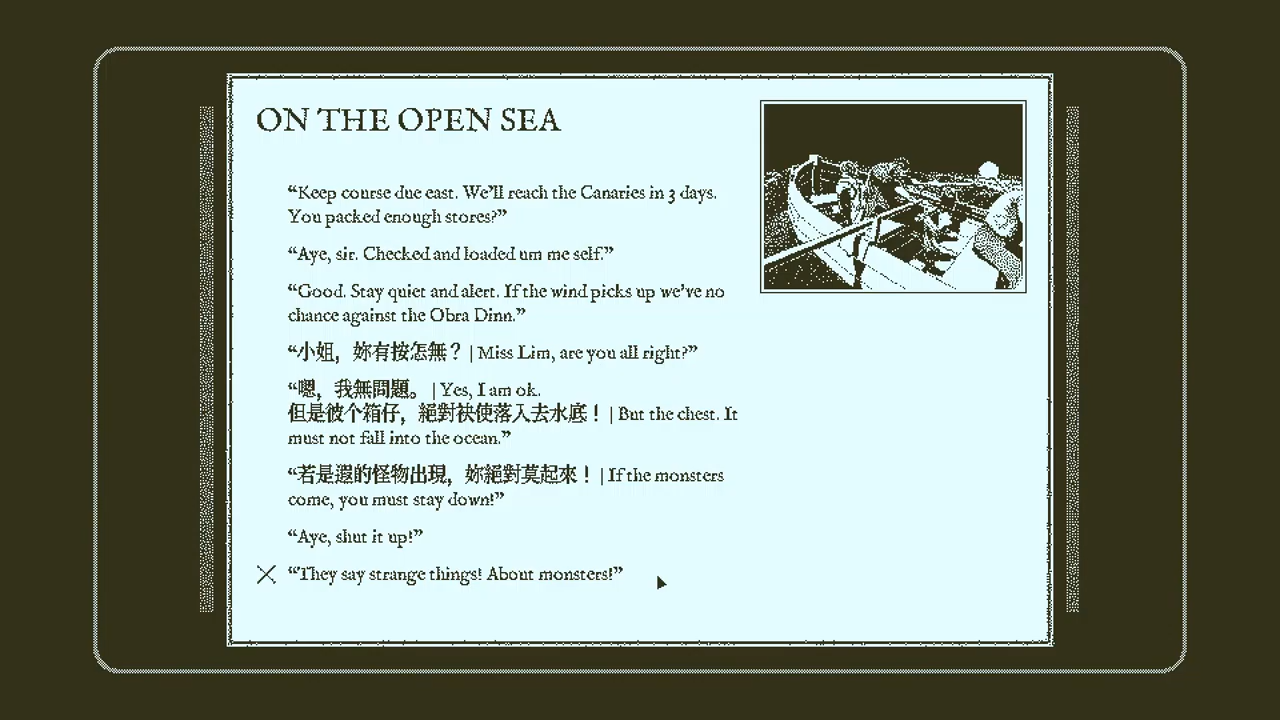 ON THE OPEN SEA
“Keep course due east. We’ll reach the Canaries in 3 days.
You packed enough stores?”
“Aye, sir. Checked and loaded um me self.”
“Good. Stay quiet and alert. If the wind picks up we’ve no
chance against the Obra Dinn.”
“小姐，妳有按怎無？ | Miss Lim, are you all right?”
“嗯，我無問題。 | Yes, I am ok.
但是彼个箱仔，絕對袂使落入去水底！ | But the chest. It
must not fall into the ocean.”
“若是遐的怪物出現，妳絕對莫起來！ | If the monsters
come, you must stay down!”
“Aye, shut it up!”
“They say strange things! About monsters!”